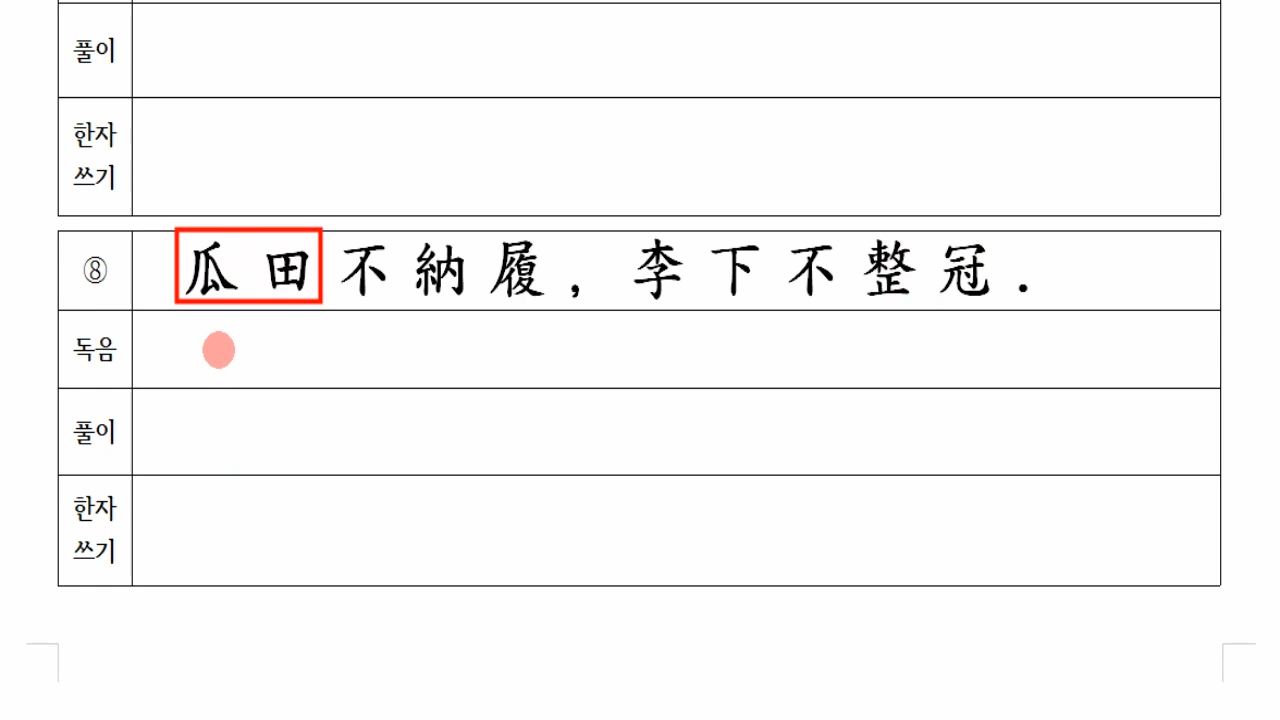 풀이
한자
쓰기
⑧ 瓜田不納履, 李下不整冠.
독음
풀이
한자
쓰기